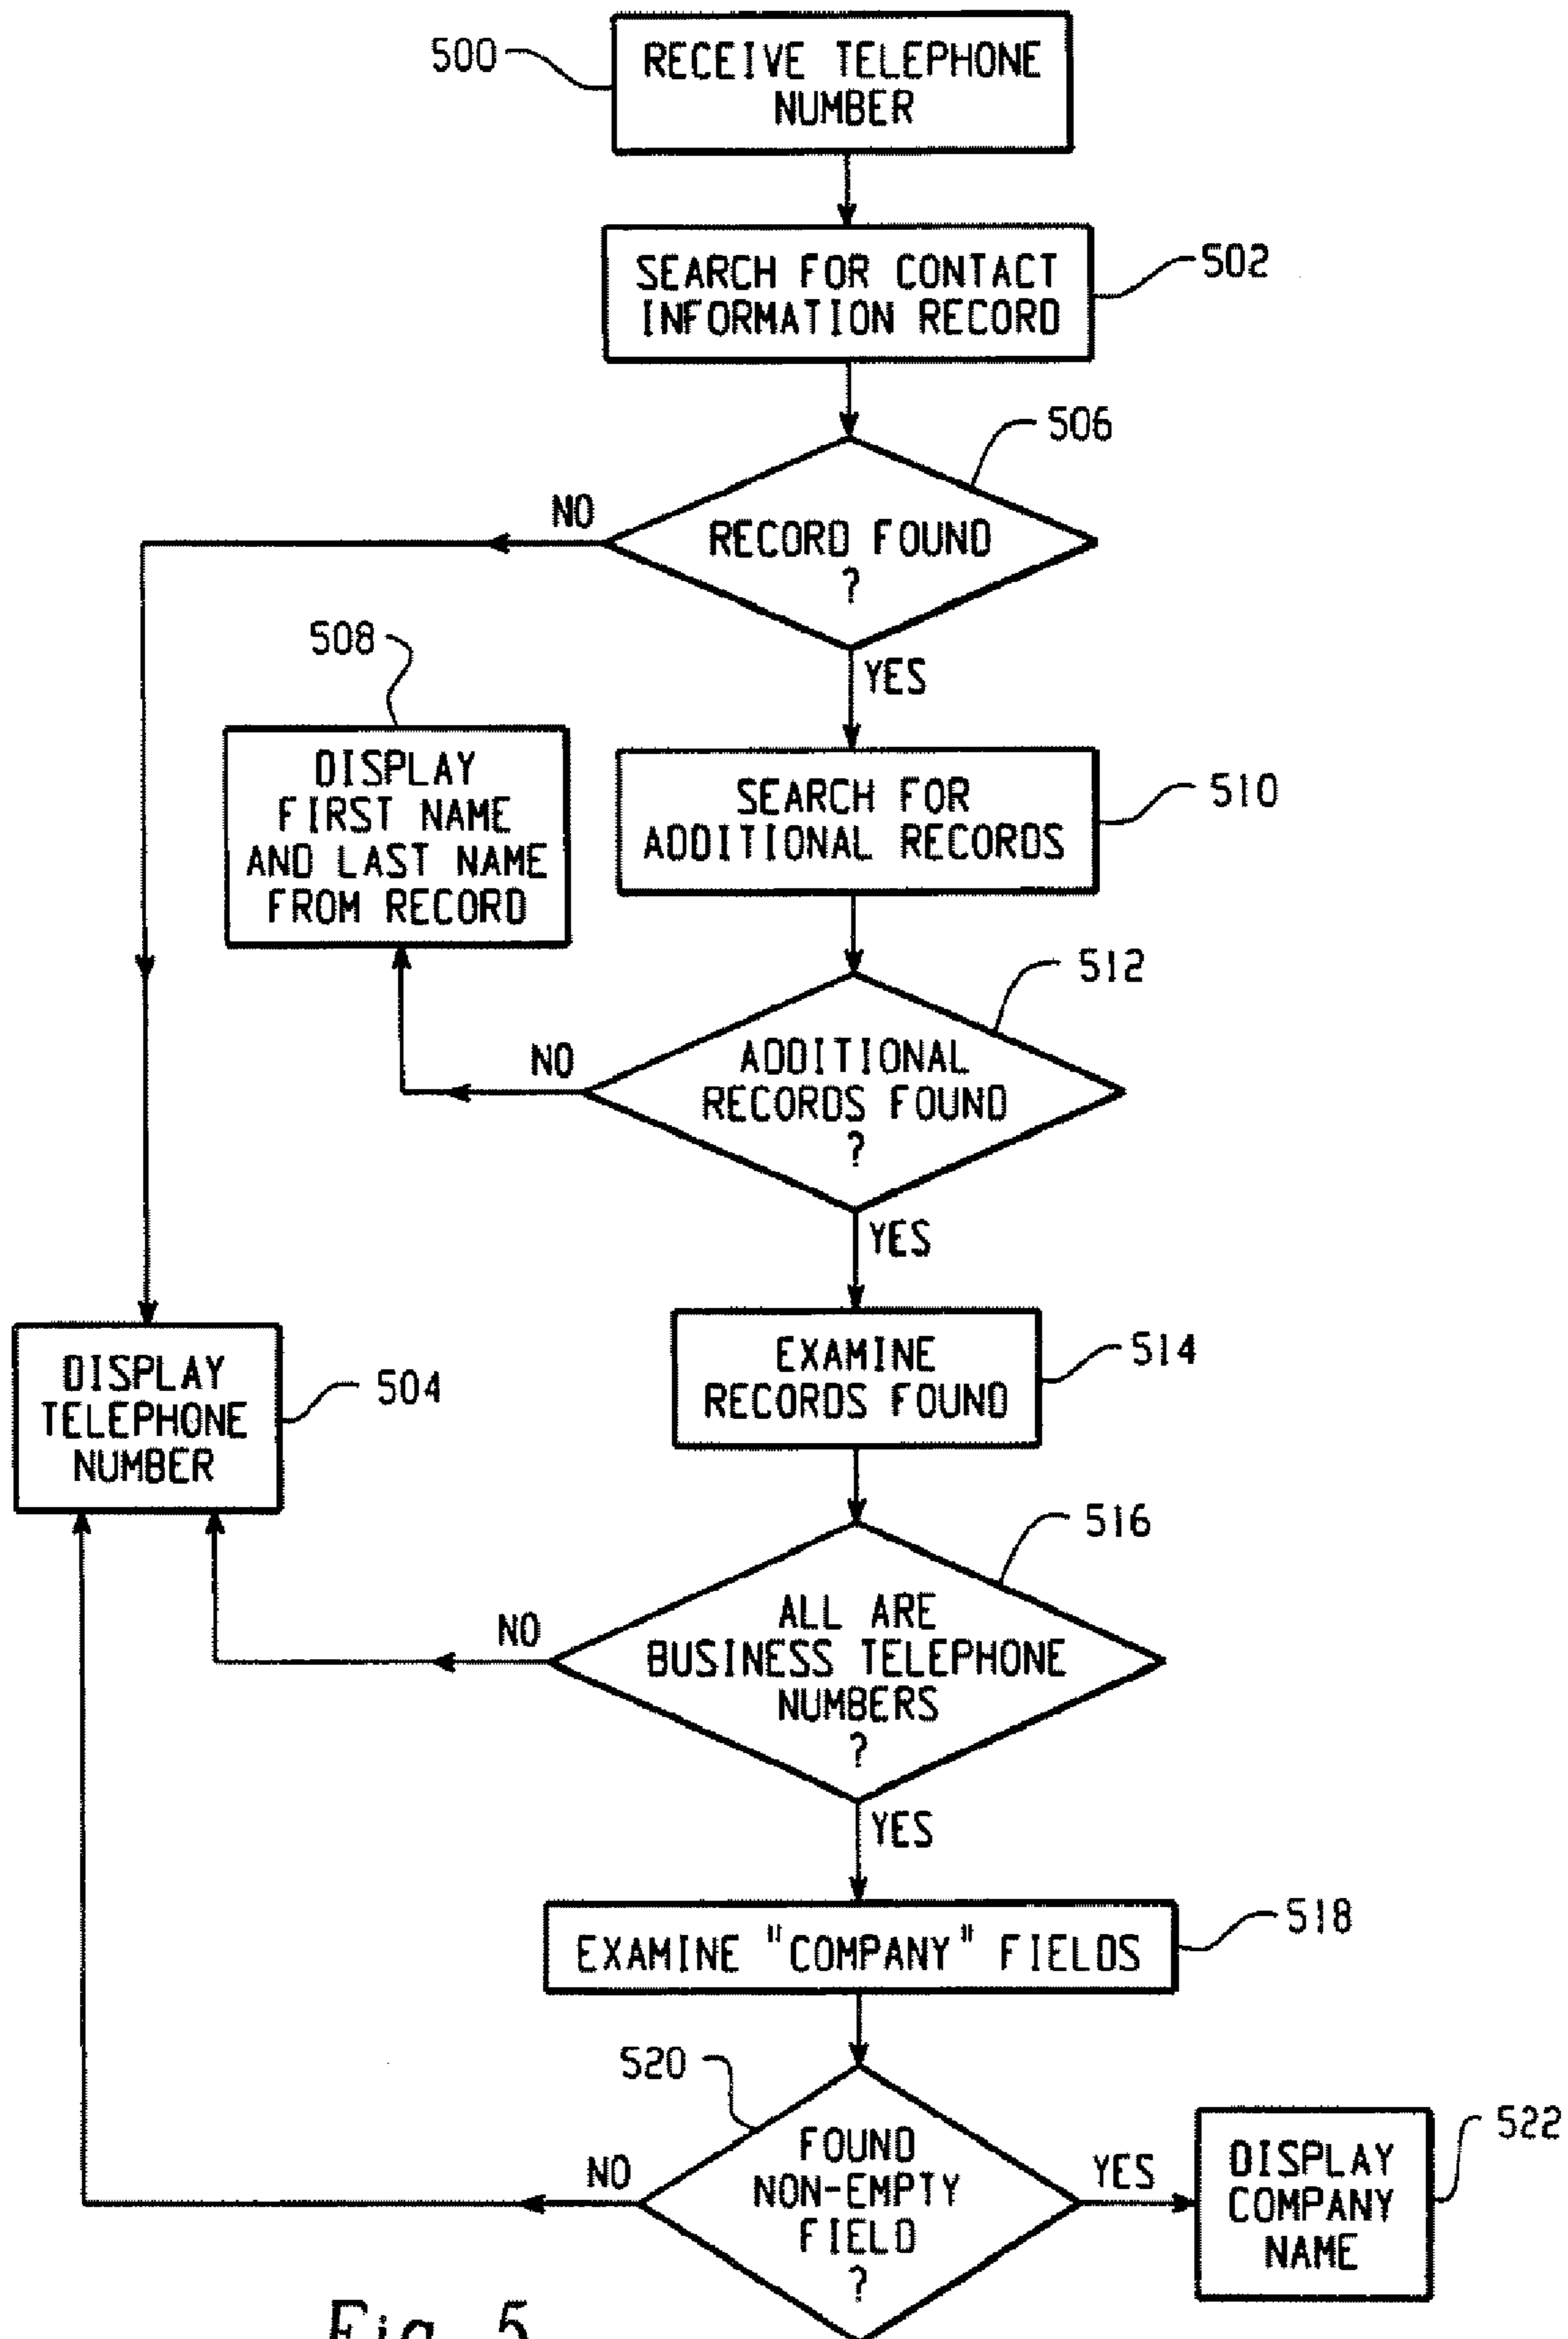 500
RECEIVE TELEPHONE
NUMBER
SEARCH FOR CONTACT
INFORMATION RECORD
502
506
NO
RECORD FOUND
?
508
YES
DISPLAY
FIRST NAME
AND LAST NAME
FROM RECORD
SEARCH FOR
ADDITIONAL RECORDS
510
512
NO
ADDITIONAL
RECORDS FOUND
?
YES
EXAMINE
RECORDS FOUND
514
DISPLAY
TELEPHONE
NUMBER
504
516
NO
ALL ARE
BUSINESS TELEPHONE
NUMBERS
?
YES
EXAMINE "COMPANY" FIELDS
518
520
NO
FOUND
NON-EMPTY
FIELD
?
YES
DISPLAY
COMPANY
NAME
522
Fig. 5